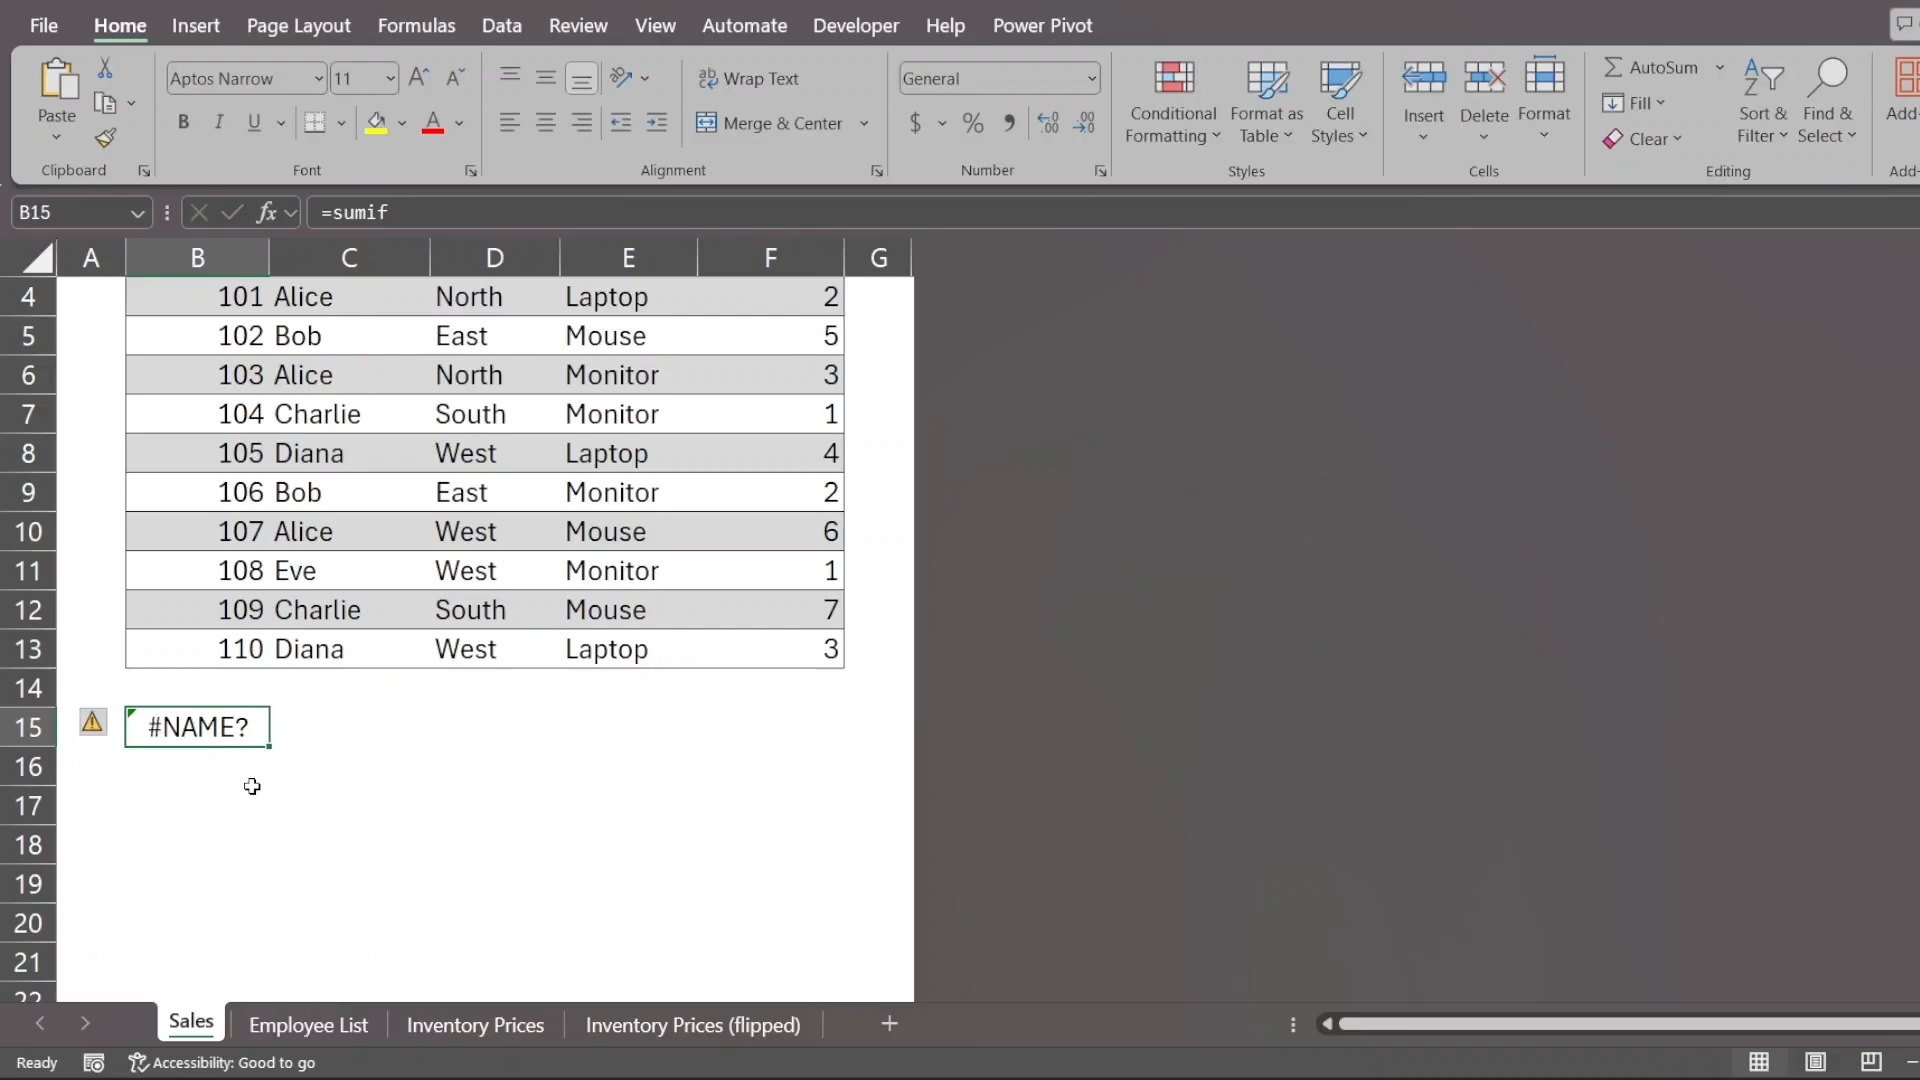 File Home Insert Page Layout Formulas Data Review View Automate Developer Help Power Pivot
Paste
Clipboard
Aptos Narrow 11
B I U
Font
Wrap Text
Merge & Center
Alignment
General
$ % 9
Number
Conditional Formatting
Format as Table
Cell Styles
Styles
Insert Delete Format
Cells
AutoSum
Fill
Clear
Sort & Filter
Find & Select
Editing
Add-
Add-
B15 fx =sumif
A B C D E F G
4 101 Alice North Laptop 2
5 102 Bob East Mouse 5
6 103 Alice North Monitor 3
7 104 Charlie South Monitor 1
8 105 Diana West Laptop 4
9 106 Bob East Monitor 2
10 107 Alice West Mouse 6
11 108 Eve West Monitor 1
12 109 Charlie South Mouse 7
13 110 Diana West Laptop 3
14
15 #NAME?
16
17
18
19
20
21
22
Sales Employee List Inventory Prices Inventory Prices (flipped)
Ready Accessibility: Good to go